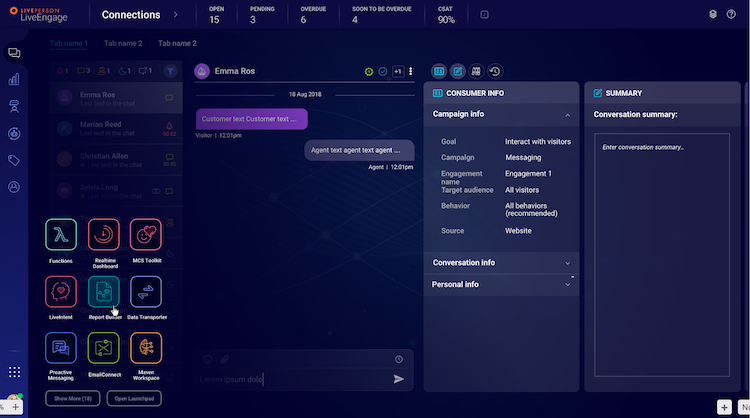 LIVEPERSON
LiveEngage
Connections
OPEN
15
PENDING
3
OVERDUE
6
SOON TO BE OVERDUE
4
CSAT
90%
Tab name 1
Tab name 2
Tab name 2
1
3
1
1
1
Emma Ros
Last text in the chat
Marian Reed
Last text in the chat
Christian Allen
Last text in the chat
Sylvia Long
Emma Ros
+1
18 Aug 2018
Customer text Customer text ....
Visitor | 12:01pm
Agent text agent text agent ....
Agent | 12:01pm
Lorem ipsum dolo
CONSUMER INFO
Campaign info
Goal Interact with visitors
Campaign Messaging
Engagement name Engagement 1
Target audience All visitors
Behavior All behaviors (recommended)
Source Website
Conversation info
Personal info
SUMMARY
Conversation summary:
Enter conversation summary..
Functions
Realtime Dashboard
MCS Toolkit
LiveIntent
Report Builder
Data Transporter
Proactive Messaging
EmailConnect
Maven Workspace
Show More (18)
Open Launchpad
% +
+